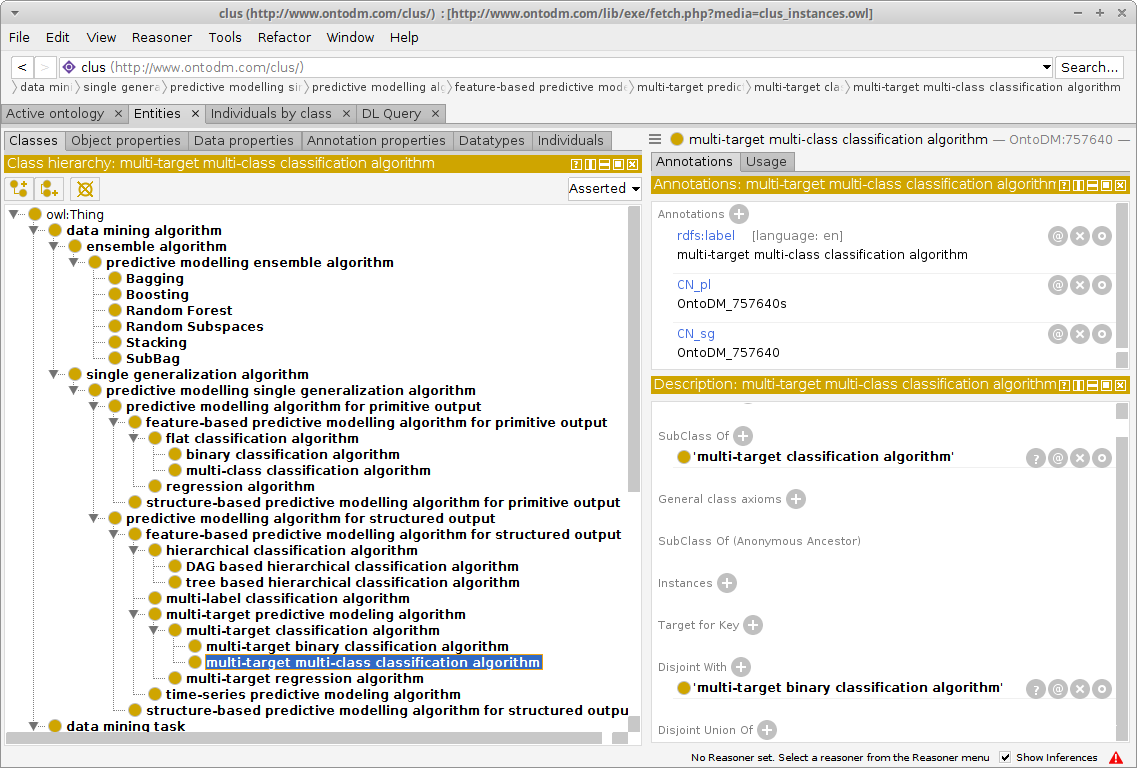 clus (http://www.ontodm.com/clus/) : [http://www.ontodm.com/lib/exe/fetch.php?media=clus_instances.owl]
File Edit View Reasoner Tools Refactor Window Help
< > clus (http://www.ontodm.com/clus/) Search...
data mini single genera predictive modelling sin predictive modelling alg feature-based predictive mode multi-target predict multi-target clas multi-target multi-class classification algorithm
Active ontology × Entities × Individuals by class × DL Query ×
Classes Object properties Data properties Annotation properties Datatypes Individuals
Class hierarchy: multi-target multi-class classification algorithm
Asserted
owl:Thing
data mining algorithm
ensemble algorithm
predictive modelling ensemble algorithm
Bagging
Boosting
Random Forest
Random Subspaces
Stacking
SubBag
single generalization algorithm
predictive modelling single generalization algorithm
predictive modelling algorithm for primitive output
feature-based predictive modelling algorithm for primitive output
flat classification algorithm
binary classification algorithm
multi-class classification algorithm
regression algorithm
structure-based predictive modelling algorithm for primitive output
predictive modelling algorithm for structured output
feature-based predictive modelling algorithm for structured output
hierarchical classification algorithm
DAG based hierarchical classification algorithm
tree based hierarchical classification algorithm
multi-label classification algorithm
multi-target predictive modeling algorithm
multi-target classification algorithm
multi-target binary classification algorithm
multi-target multi-class classification algorithm
multi-target regression algorithm
time-series predictive modeling algorithm
structure-based predictive modelling algorithm for structured outpu
data mining task
multi-target multi-class classification algorithm — OntoDM:757640 —
Annotations Usage
Annotations: multi-target multi-class classification algorithm
Annotations
rdfs:label [language: en]
multi-target multi-class classification algorithm
CN_pl
OntoDM_757640s
CN_sg
OntoDM_757640
Description: multi-target multi-class classification algorithm
SubClass Of
'multi-target classification algorithm'
General class axioms
SubClass Of (Anonymous Ancestor)
Instances
Target for Key
Disjoint With
'multi-target binary classification algorithm'
Disjoint Union Of
No Reasoner set. Select a reasoner from the Reasoner menu Show Inferences